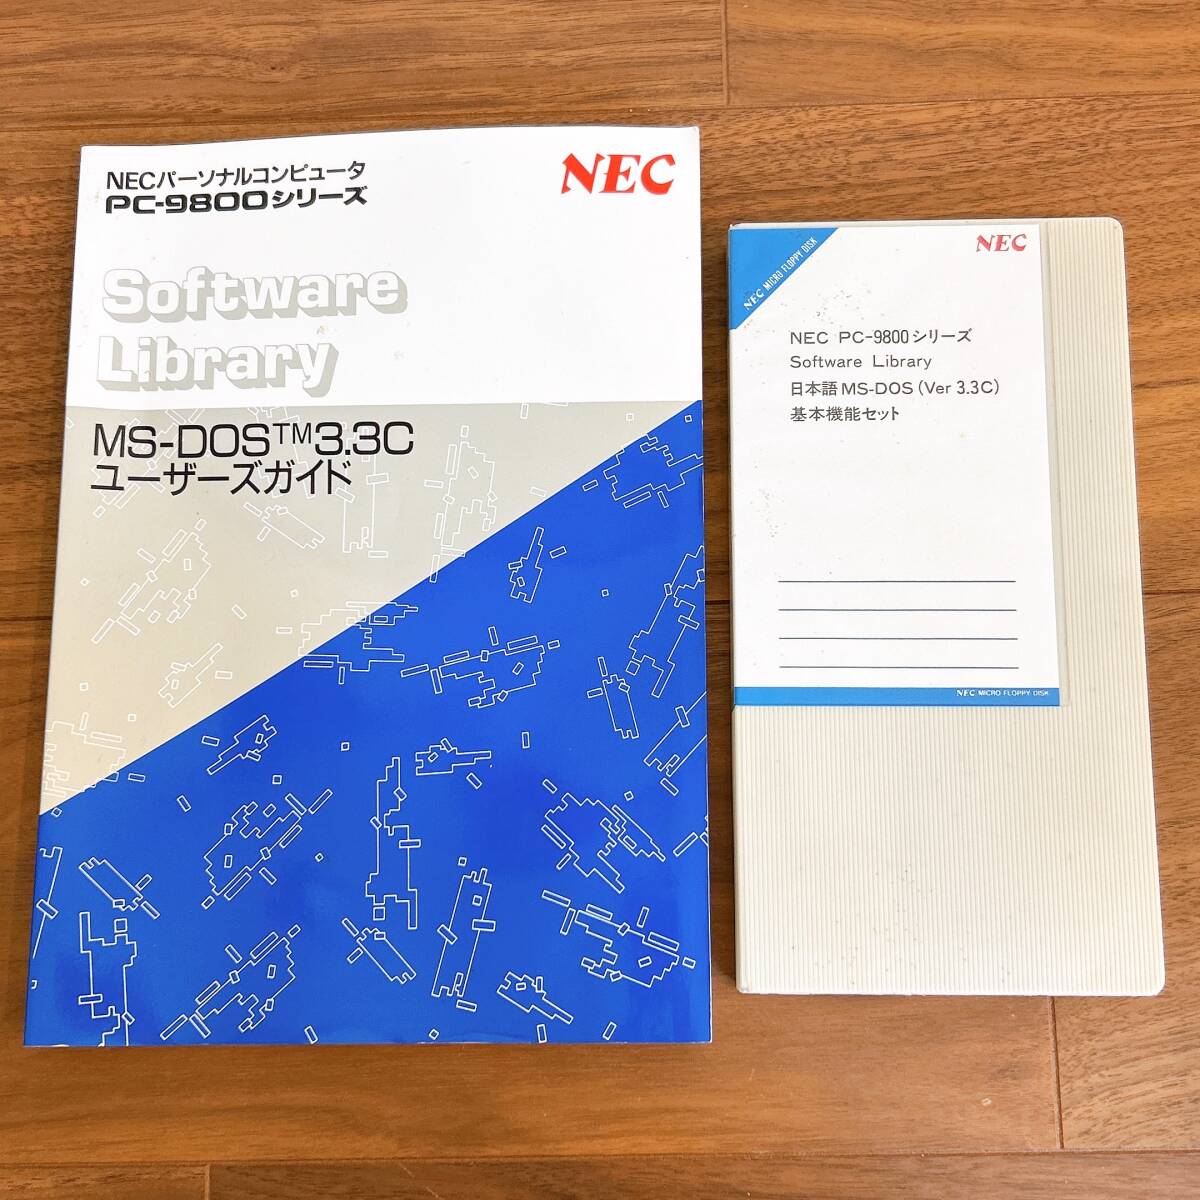 NECパーソナルコンピュータ
PC-9800シリーズ
NEC
Software
Library
MS-DOS™3.3C
ユーザーズガイド
NEC MICRO FLOPPY DISK
NEC
NEC PC-9800シリーズ
Software Library
日本語MS-DOS(Ver 3.3C)
基本機能セット
NEC MICRO FLOPPY DISK